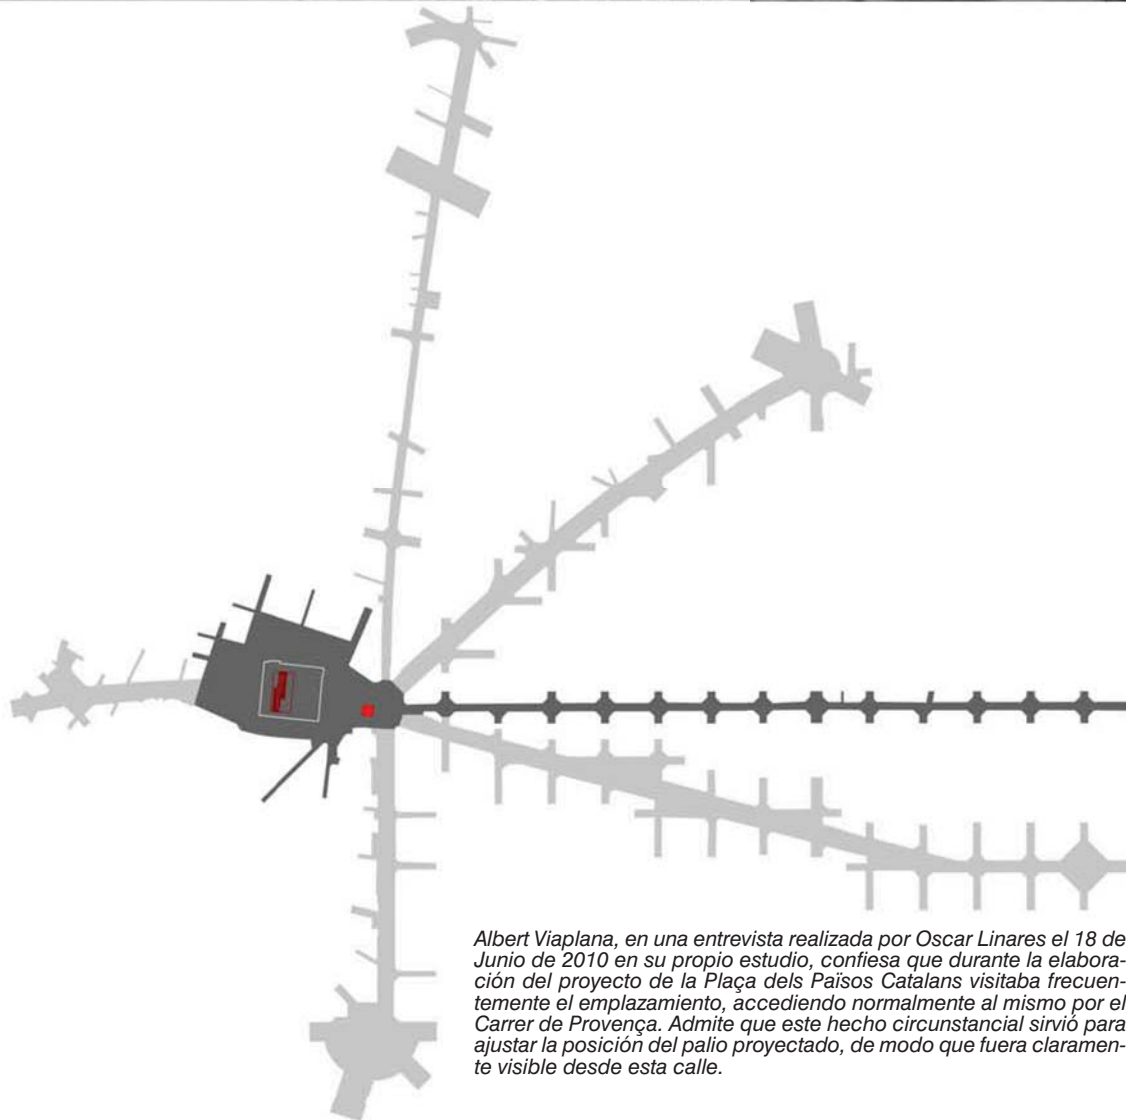 Albert Viaplana, en una entrevista realizada por Oscar Linares el 18 de
Junio de 2010 en su propio estudio, confiesa que durante la elabora-
ción del proyecto de la Plaça dels Països Catalans visitaba frecuen-
temente el emplazamiento, accediendo normalmente al mismo por el
Carrer de Provença. Admite que este hecho circunstancial sirvió para
ajustar la posición del palio proyectado, de modo que fuera claramen-
te visible desde esta calle.